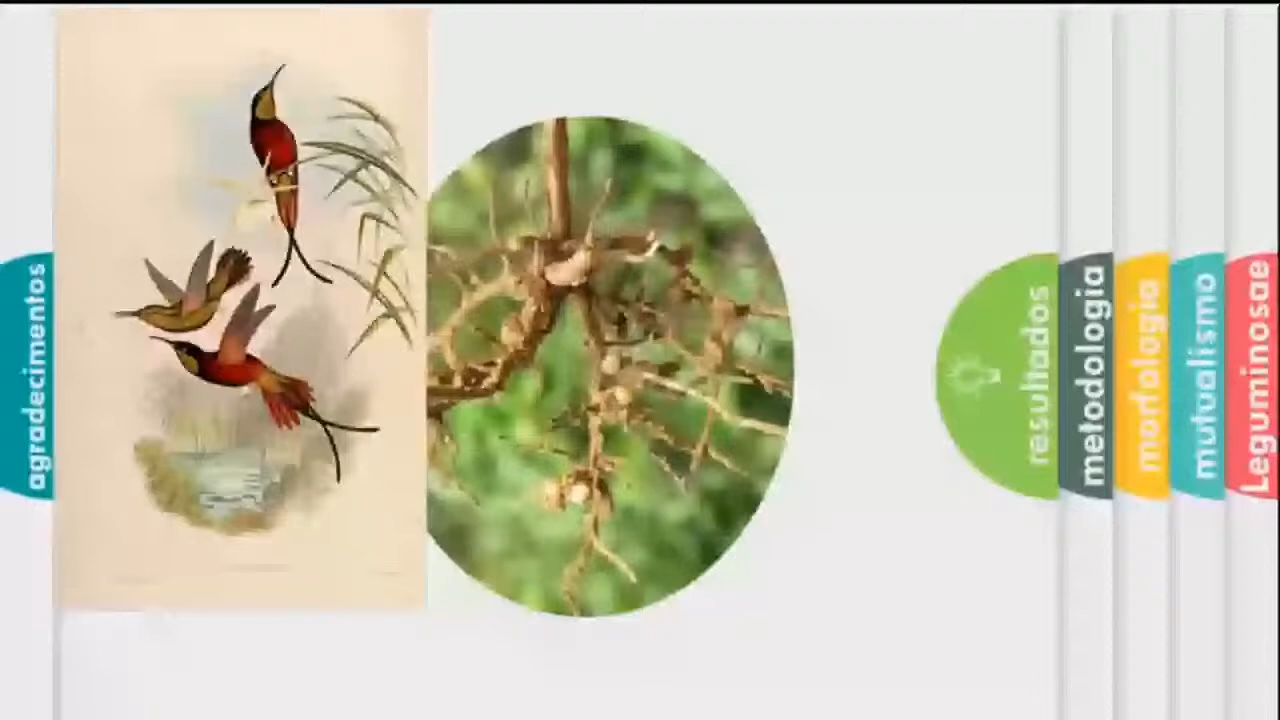 agradecimentos
resultados
metodologia
morfologia
mutualismo
Leguminosae